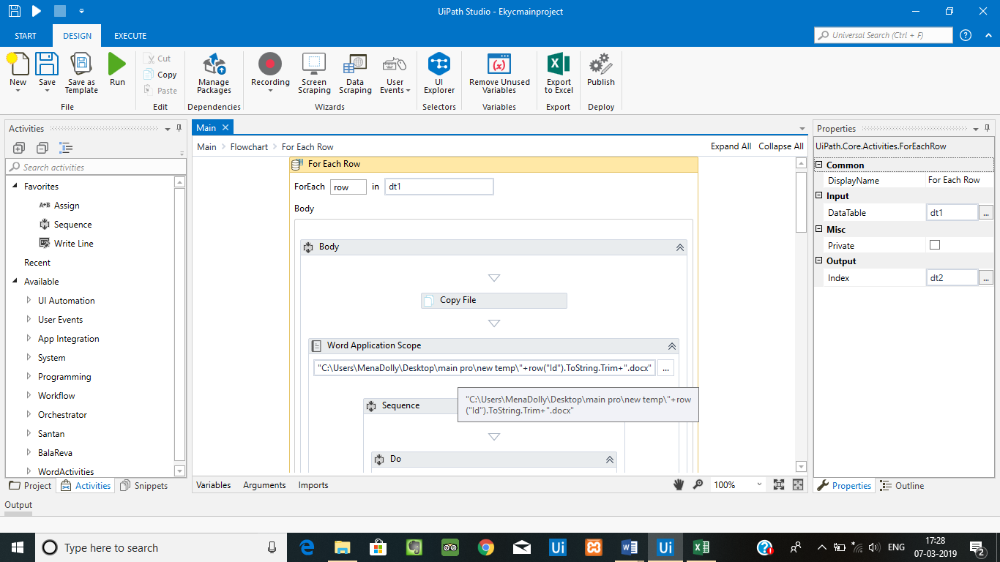 UiPath Studio - Ekycmainproject
START DESIGN EXECUTE
Universal Search (Ctrl + F)
New
Save
Save as Template
Run
Cut
Copy
Paste
Manage Packages
Recording
Screen Scraping
Data Scraping
User Events
UI Explorer
Remove Unused Variables
Export to Excel
Publish
File
Edit
Dependencies
Wizards
Selectors
Variables
Export
Deploy
Activities
Search activities
Favorites
A+B Assign
Sequence
Write Line
Recent
Available
UI Automation
User Events
App Integration
System
Programming
Workflow
Orchestrator
Santan
BalaReva
WordActivities
Project Activities Snippets
Main
Main > Flowchart > For Each Row
Expand All Collapse All
For Each Row
ForEach row in dt1
Body
Body
Copy File
Word Application Scope
"C:\Users\MenaDolly\Desktop\main pro\new temp\"+row("Id").ToString.Trim+".docx" ...
"C:\Users\MenaDolly\Desktop\main pro\new temp\"+row
("Id").ToString.Trim+".docx"
Sequence
Do
Variables Arguments Imports
100%
Properties
UiPath.Core.Activities.ForEachRow
Common
DisplayName For Each Row
Input
DataTable dt1 ...
Misc
Private
Output
Index dt2 ...
Properties Outline
Output
Type here to search
Ui
Ui
ENG
17:28
07-03-2019
2